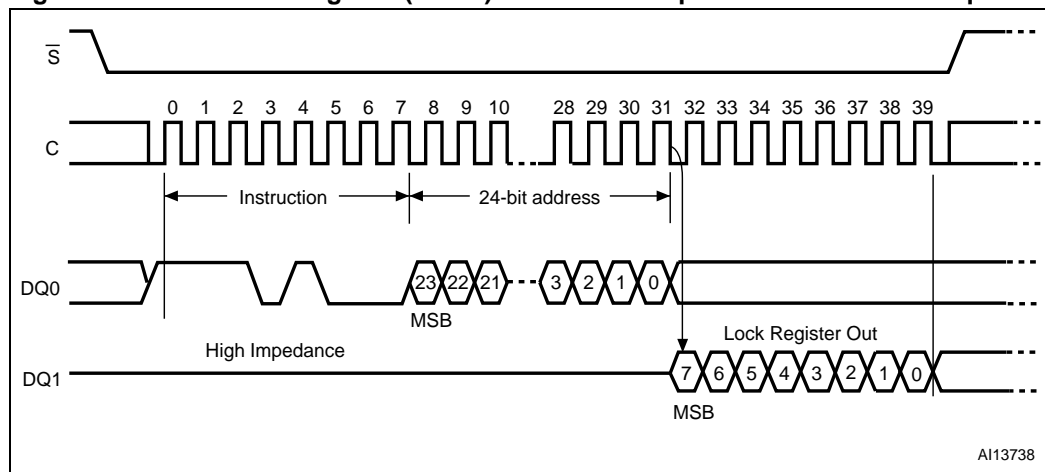 S
0 1 2 3 4 5 6 7 8 9 10 28 29 30 31 32 33 34 35 36 37 38 39
C
Instruction 24-bit address
DQ0 23 22 21 3 2 1 0
MSB
High Impedance Lock Register Out
DQ1 7 6 5 4 3 2 1 0
MSB
AI13738